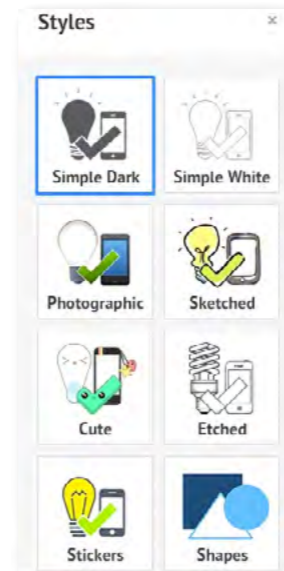 Styles
Simple Dark
Simple White
Photographic
Sketched
Cute
Etched
Stickers
Shapes